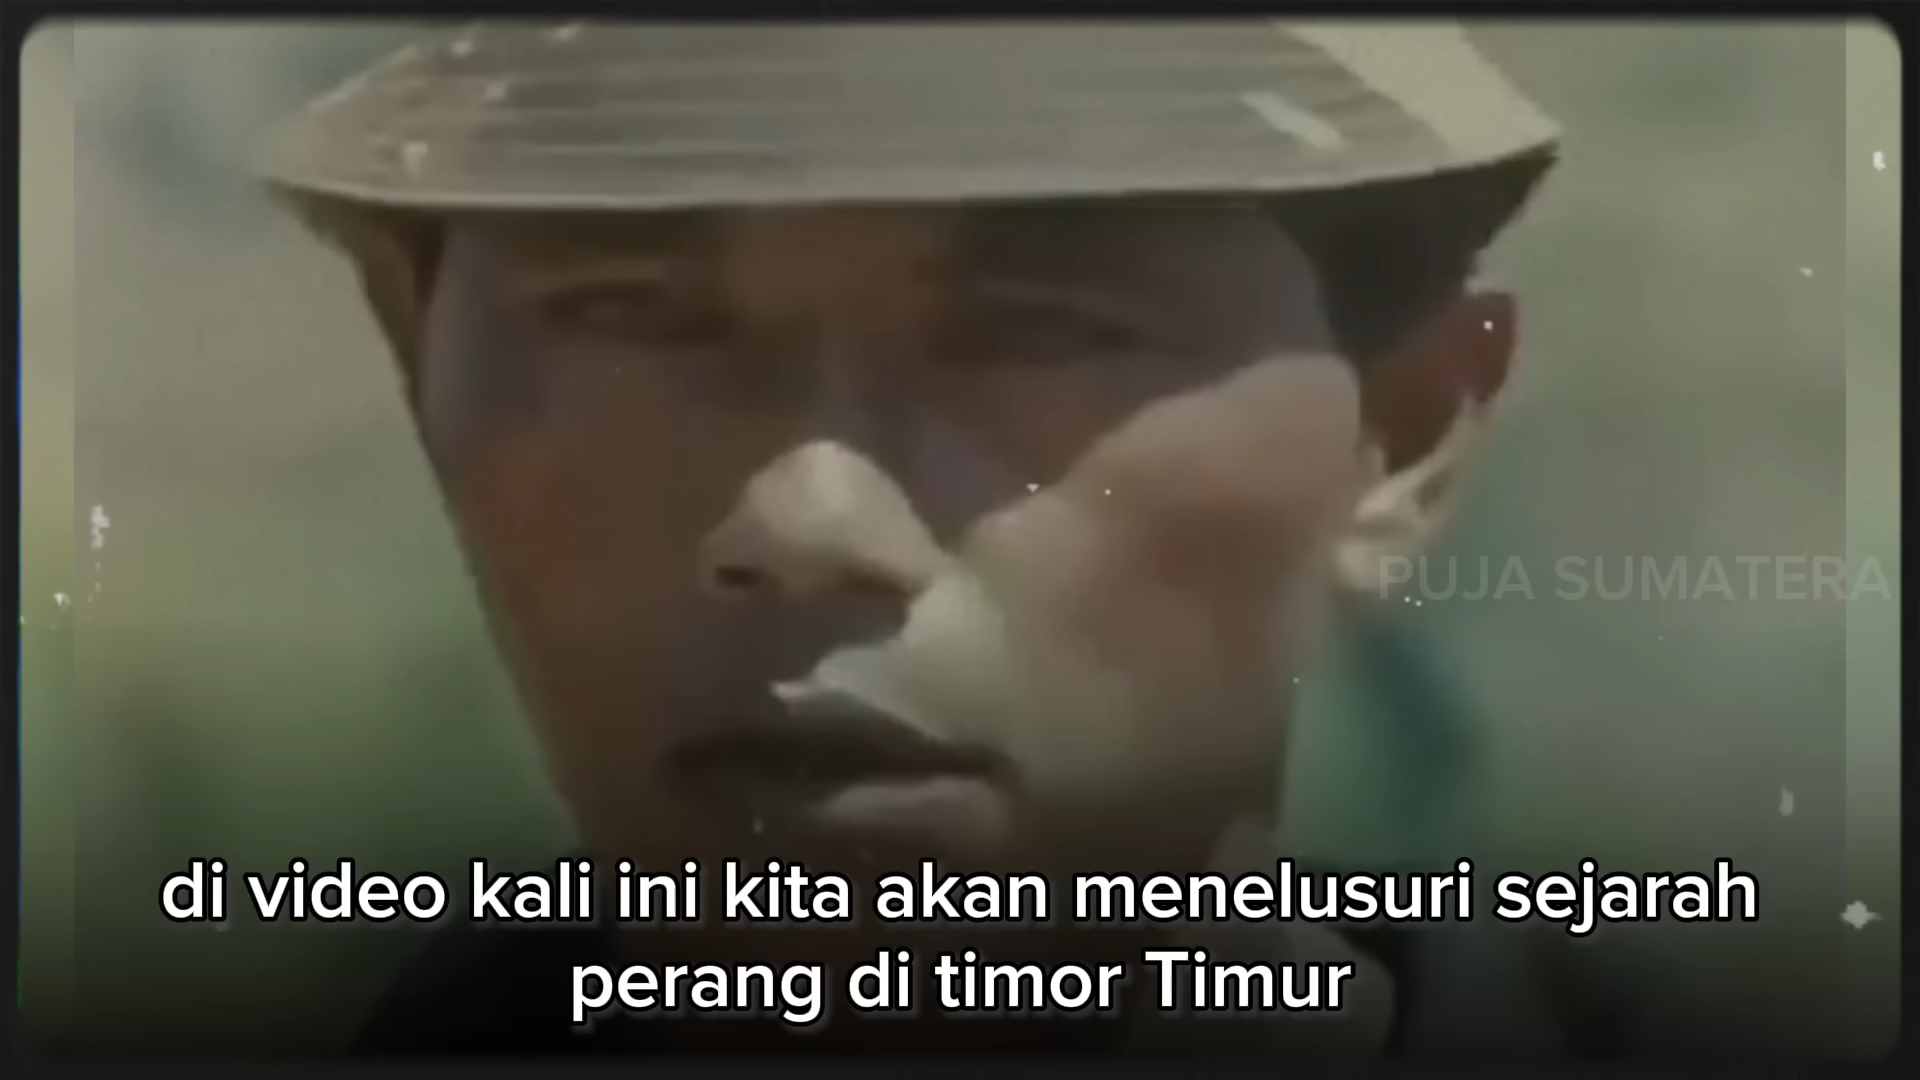 PUJA SUMATERA
di video kali ini kita akan menelusuri sejarah
perang di timor Timur